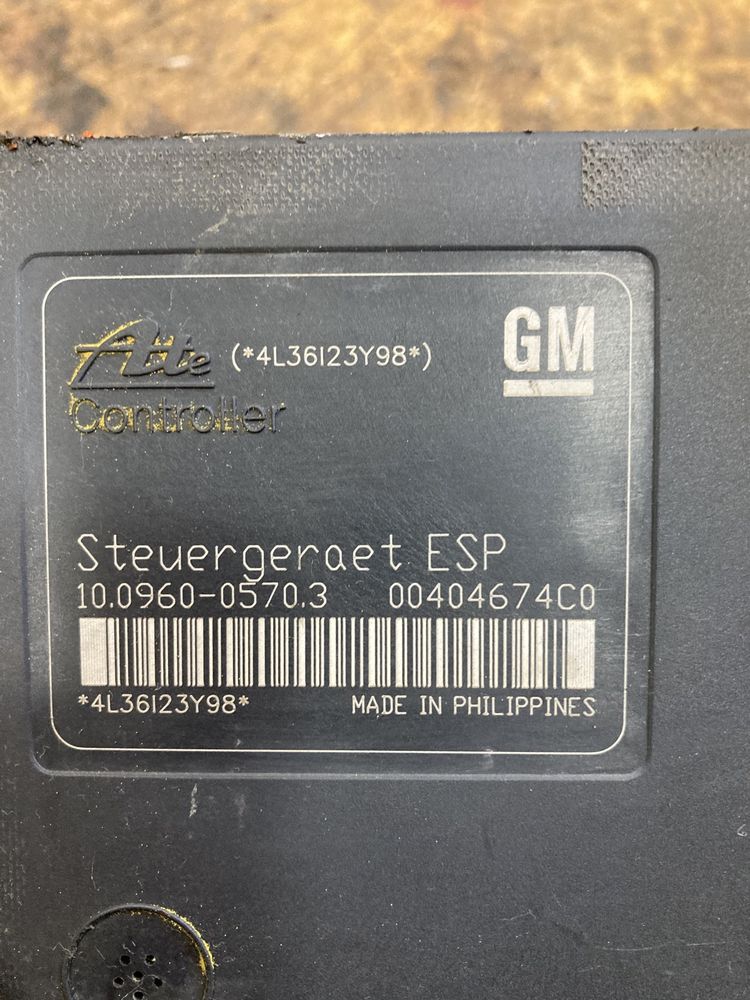 Ate (*4L36I23Y98*) GM
Controller
Steuergeraet ESP
10.0960-0570.3 00404674C0
*4L36I23Y98* MADE IN PHILIPPINES